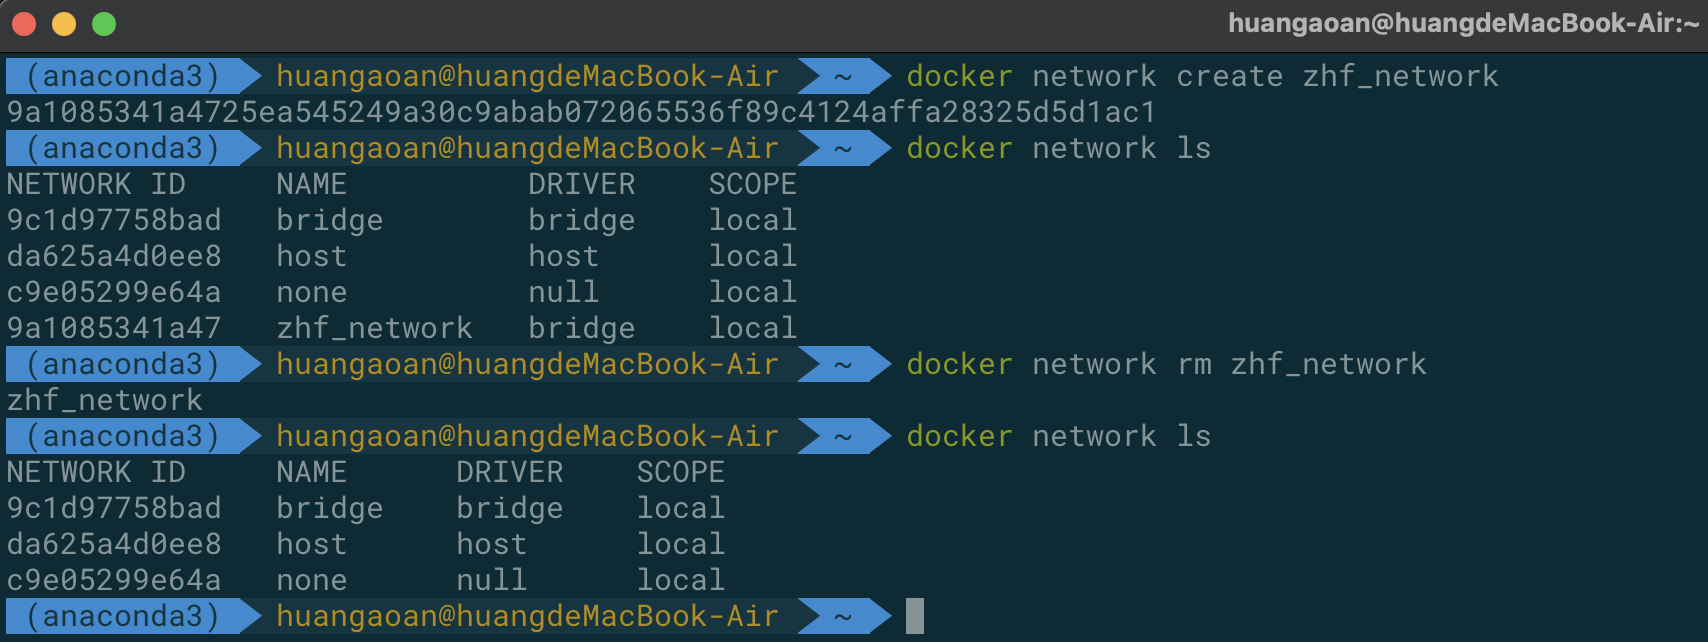 huangaoan@huangdeMacBook-Air:~
(anaconda3) huangaoan@huangdeMacBook-Air ~ docker network create zhf_network
9a1085341a4725ea545249a30c9abab072065536f89c4124affa28325d5d1ac1
(anaconda3) huangaoan@huangdeMacBook-Air ~ docker network ls
NETWORK ID NAME DRIVER SCOPE
9c1d97758bad bridge bridge local
da625a4d0ee8 host host local
c9e05299e64a none null local
9a1085341a47 zhf_network bridge local
(anaconda3) huangaoan@huangdeMacBook-Air ~ docker network rm zhf_network
zhf_network
(anaconda3) huangaoan@huangdeMacBook-Air ~ docker network ls
NETWORK ID NAME DRIVER SCOPE
9c1d97758bad bridge bridge local
da625a4d0ee8 host host local
c9e05299e64a none null local
(anaconda3) huangaoan@huangdeMacBook-Air ~